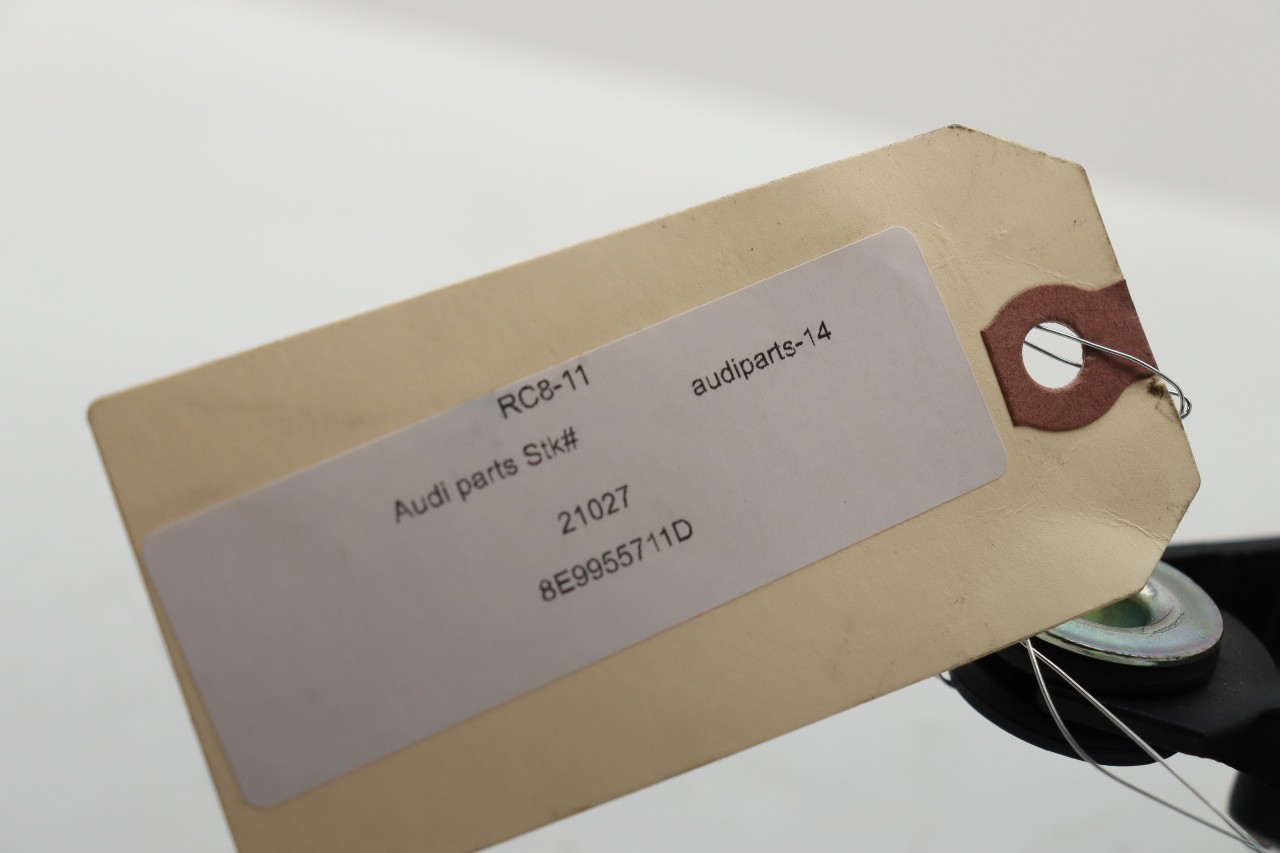 RC8-11
audiparts-14
Audi parts Stk#
21027
8E9955711D